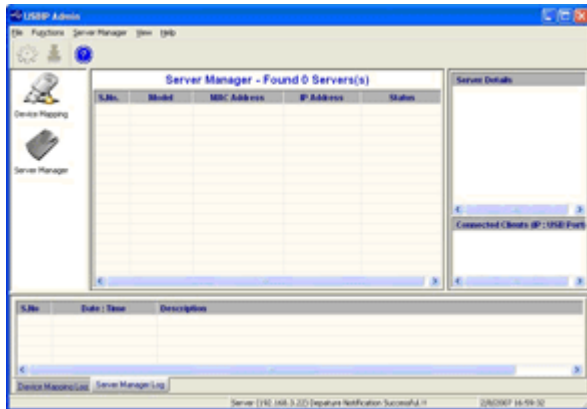 USBIP Admin
File Functions Server Manager View Help
Device Mapping
Server Manager
Server Manager - Found 0 Servers(s)
S.No. Model MAC Address IP Address Status
Server Details
Connected Clients (IP : USB Port)
S.No Date : Time Description
Device Mapping Log Server Manager Log
Server (192.168.3.22) Depature Notification Successful.!! 2/8/2007 16:59:32